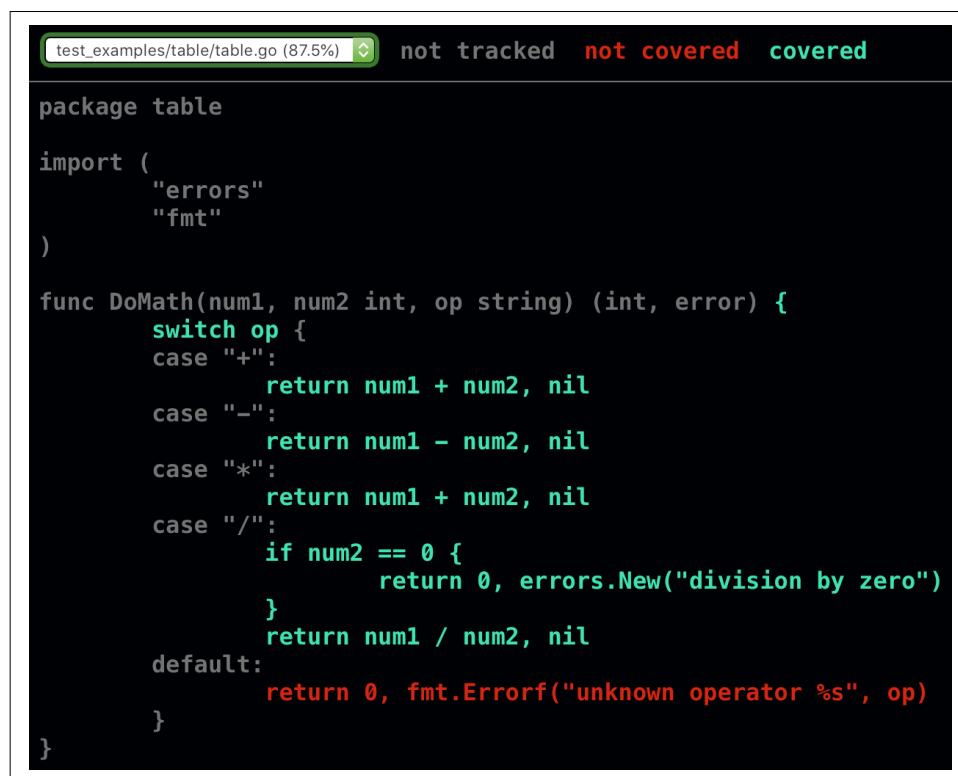 test_examples/table/table.go (87.5%) not tracked not covered covered
package table
import (
"errors"
"fmt"
)
func DoMath(num1, num2 int, op string) (int, error) {
switch op {
case "+":
return num1 + num2, nil
case "-":
return num1 - num2, nil
case "*":
return num1 + num2, nil
case "/":
if num2 == 0 {
return 0, errors.New("division by zero")
}
return num1 / num2, nil
default:
return 0, fmt.Errorf("unknown operator %s", op)
}
}